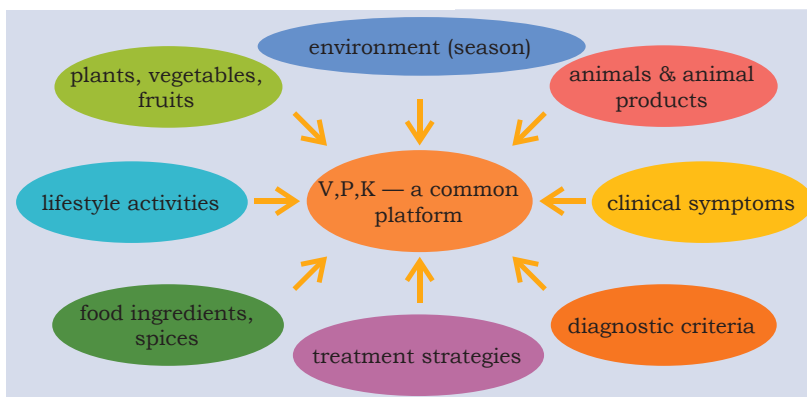 environment (season)
plants, vegetables,
fruits
animals & animal
products
lifestyle activities
V,P,K — a common
platform
clinical symptoms
food ingredients,
spices
treatment strategies
diagnostic criteria